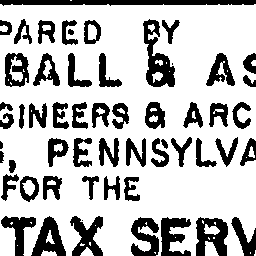 PARED BY
BALL & AS
GINEERS & ARC
S, PENNSYLVA
FOR THE
TAX SERV